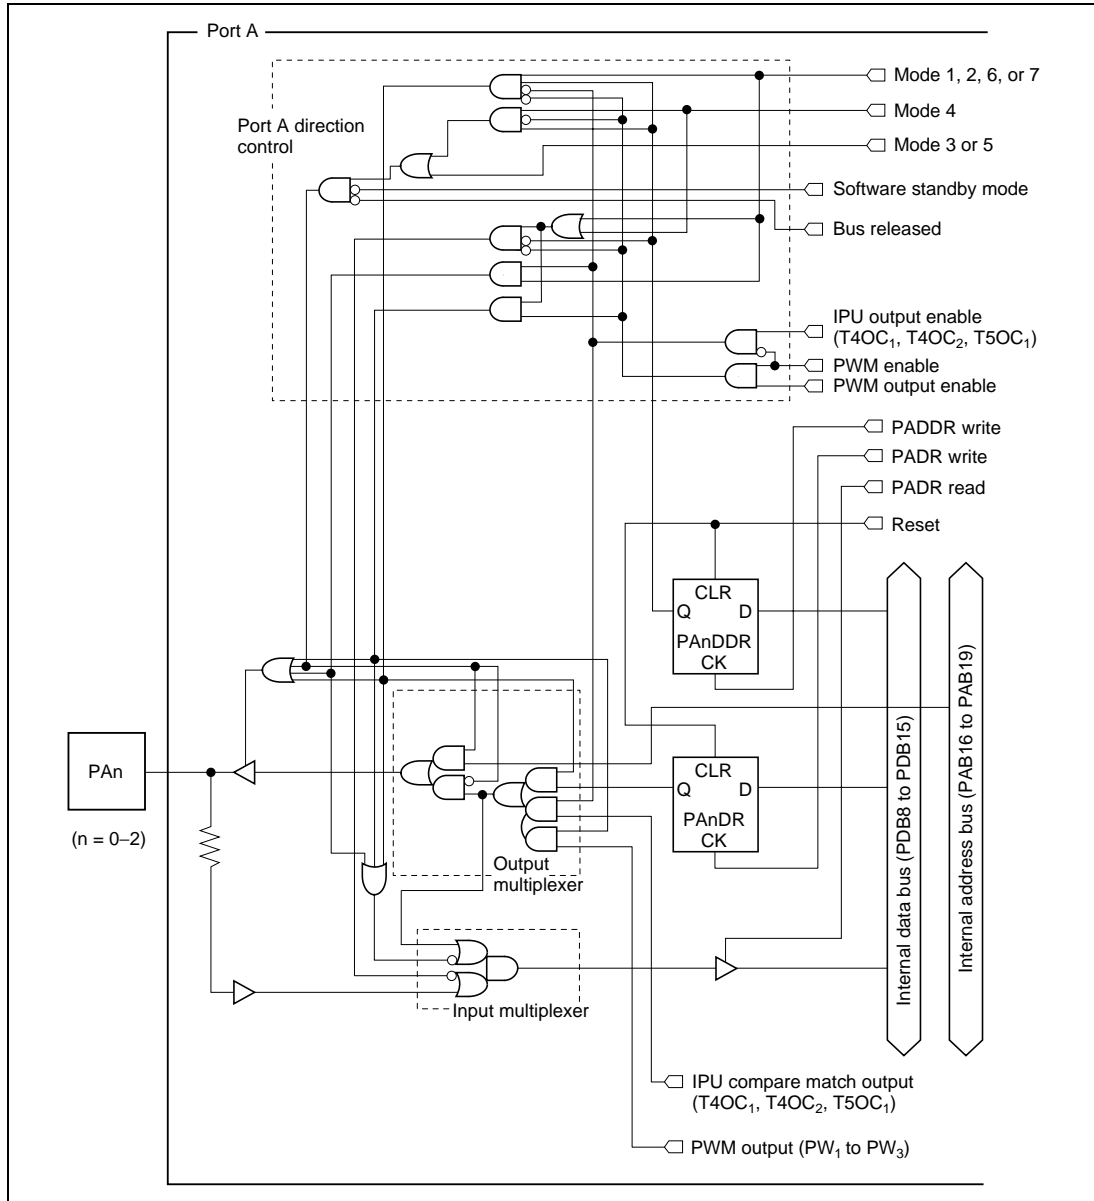 Port A
Mode 1, 2, 6, or 7
Mode 4
Port A direction
control
Mode 3 or 5
Software standby mode
Bus released
IPU output enable
(T4OC₁, T4OC₂, T5OC₁)
PWM enable
PWM output enable
PADDR write
PADR write
PADR read
Reset
CLR
Q D
PAnDDR
CK
PAn
(n = 0–2)
CLR
Q D
PAnDR
CK
Output
multiplexer
Input multiplexer
Internal data bus (PDB8 to PDB15)
Internal address bus (PAB16 to PAB19)
IPU compare match output
(T4OC₁, T4OC₂, T5OC₁)
PWM output (PW₁ to PW₃)